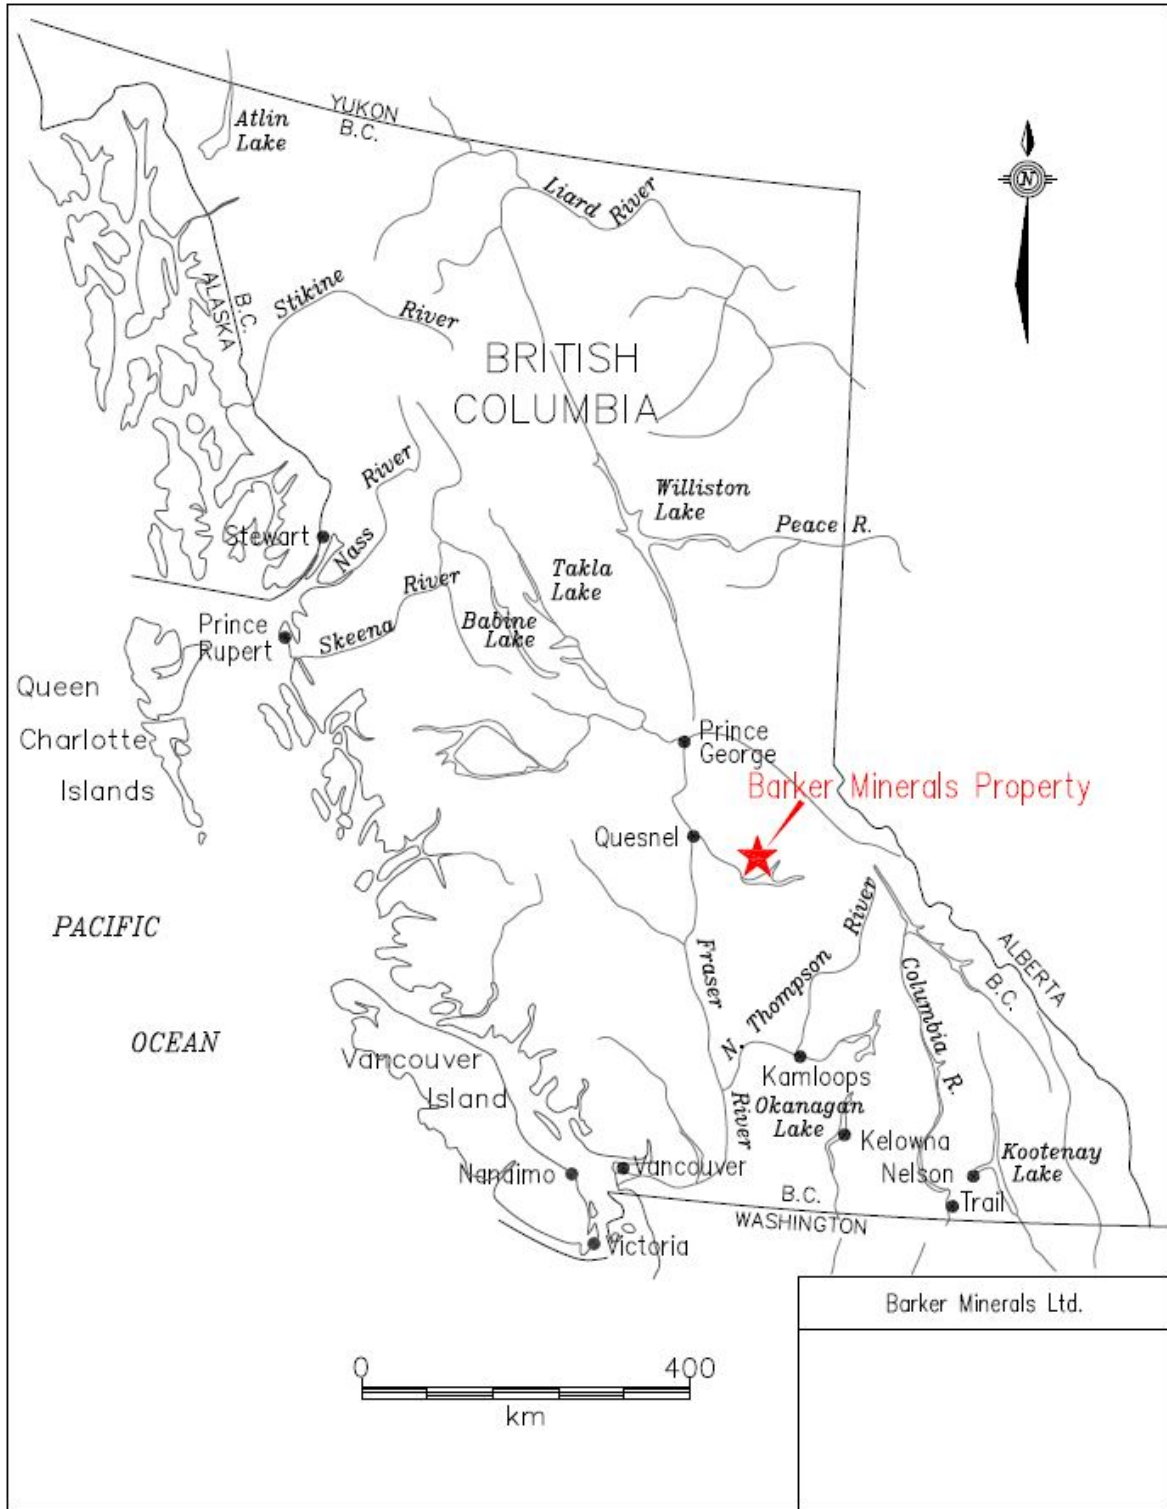 YUKON
B.C.
Atlin
Lake
N
Liard River
B.C.
ALASKA
Stikine
River
BRITISH
COLUMBIA
River
Nass
Williston
Lake
Peace R.
Stewart
Takla
Lake
River
Skeena
Babine
Lake
Prince
Rupert
Queen
Charlotte
Islands
Prince
George
Barker Minerals Property
Quesnel
PACIFIC
OCEAN
Fraser
River
N. Thompson River
Columbia R.
ALBERTA
B.C.
Vancouver
Island
Kamloops
Okanagan
Lake
Kelowna
Nelson
Kootenay
Lake
Trail
Nanaimo
Vancouver
Victoria
B.C.
WASHINGTON
Barker Minerals Ltd.
0 400
km